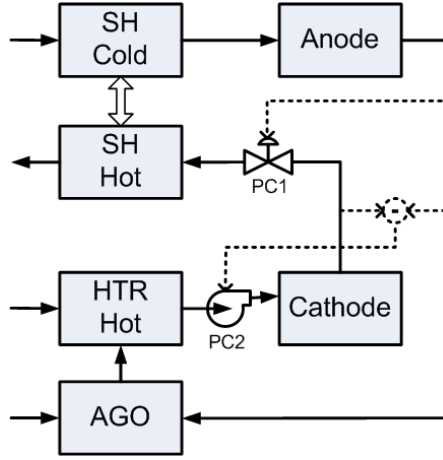 SH
Cold
Anode
SH
Hot
PC1
HTR
Hot
PC2
Cathode
AGO